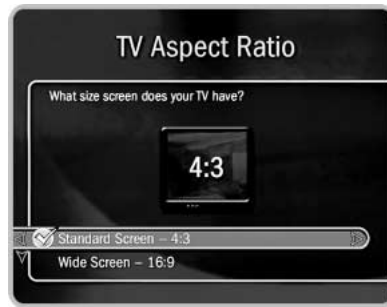 TV Aspect Ratio
What size screen does your TV have?
4:3
Standard Screen – 4:3
Wide Screen – 16:9